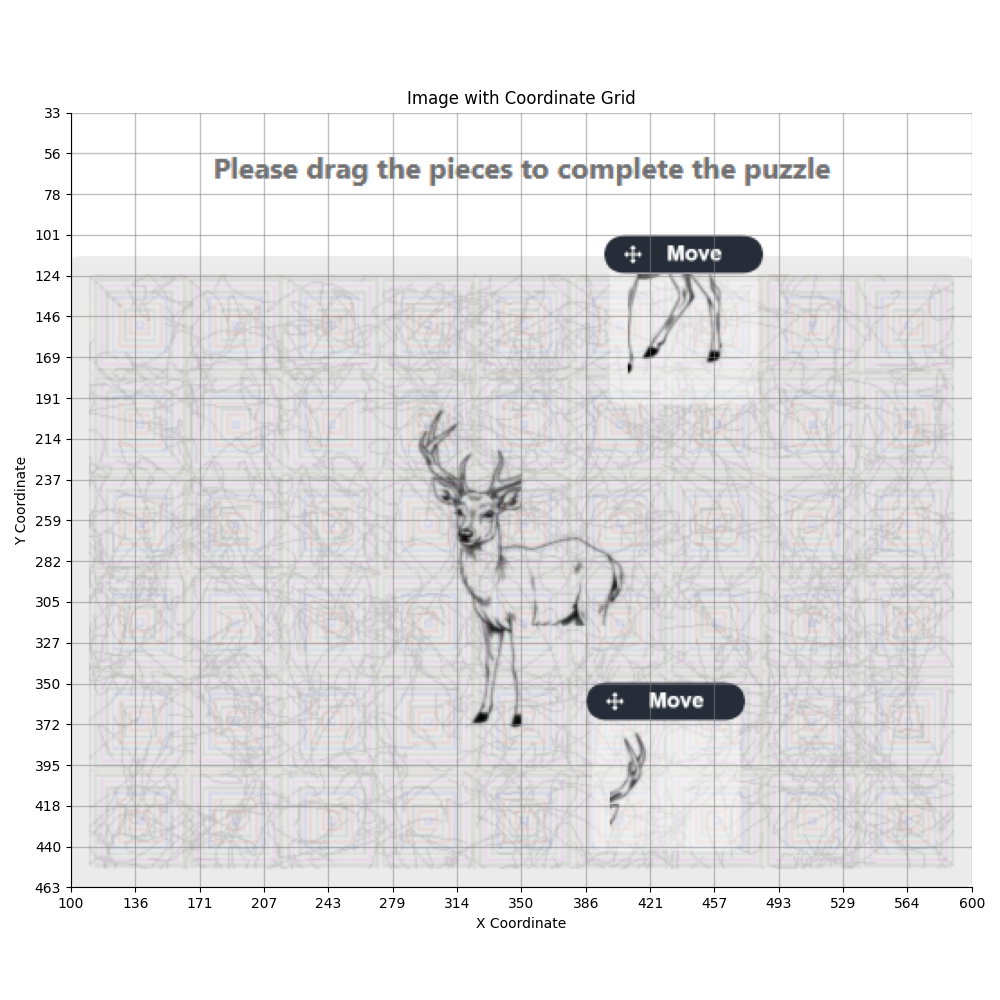 Image with Coordinate Grid
Please drag the pieces to complete the puzzle
Move
Move
Y Coordinate
33
56
78
101
124
146
169
191
214
237
259
282
305
327
350
372
395
418
440
463
100 136 171 207 243 279 314 350 386 421 457 493 529 564 600
X Coordinate